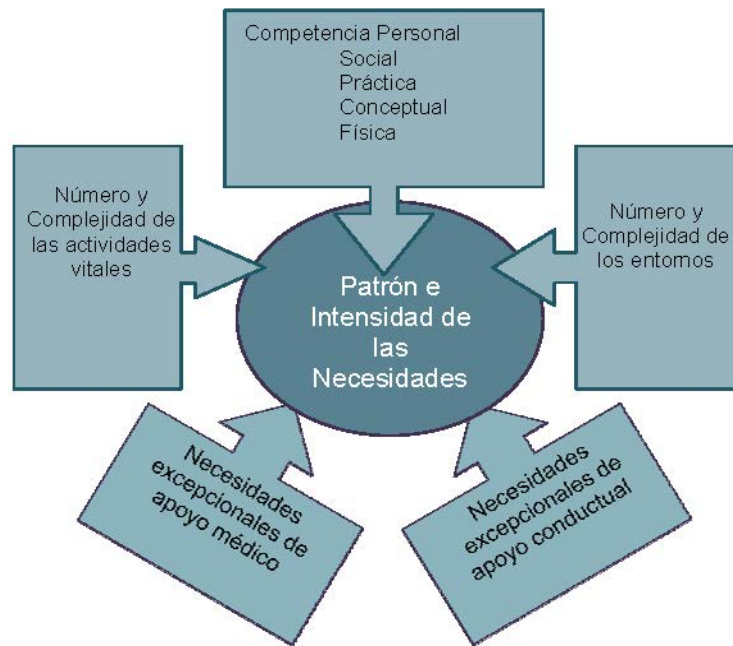 Competencia Personal
Social
Práctica
Conceptual
Física
Número y
Complejidad de
las actividades
vitales
Número y
Complejidad de
los entornos
Patrón e
Intensidad de
las
Necesidades
Necesidades
excepcionales de
apoyo médico
Necesidades
excepcionales de
apoyo conductual